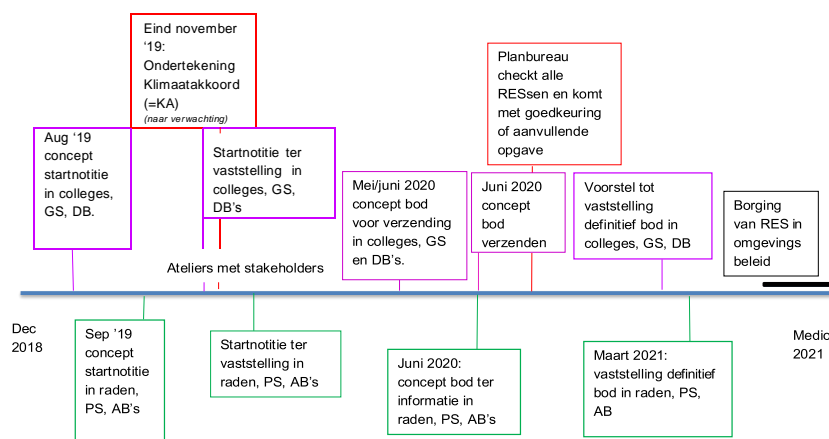 Eind november
‘19:
Ondertekening
Klimaatakkoord
(=KA)
(naar verwachting)
Aug ‘19
concept
startnotitie
in colleges,
GS, DB.
Startnotitie ter
vaststelling in
colleges, GS,
DB's
Mei/juni 2020
concept bod
voor verzending
in colleges, GS
en DB’s.
Planbureau
checkt alle
RESsen en komt
met goedkeuring
of aanvullende
opgave
Juni 2020
concept
bod
verzenden
Voorstel tot
vaststelling
definitief bod in
colleges, GS, DB
Borging
van RES in
omgevings
beleid
Ateliers met stakeholders
Dec
2018
Sep ’19
concept
startnotitie
in raden,
PS, AB’s
Startnotitie ter
vaststelling in
raden, PS, AB’s
Juni 2020:
concept bod ter
informatie in
raden, PS, AB’s
Maart 2021:
vaststelling definitief
bod in raden, PS,
AB
Medio
2021